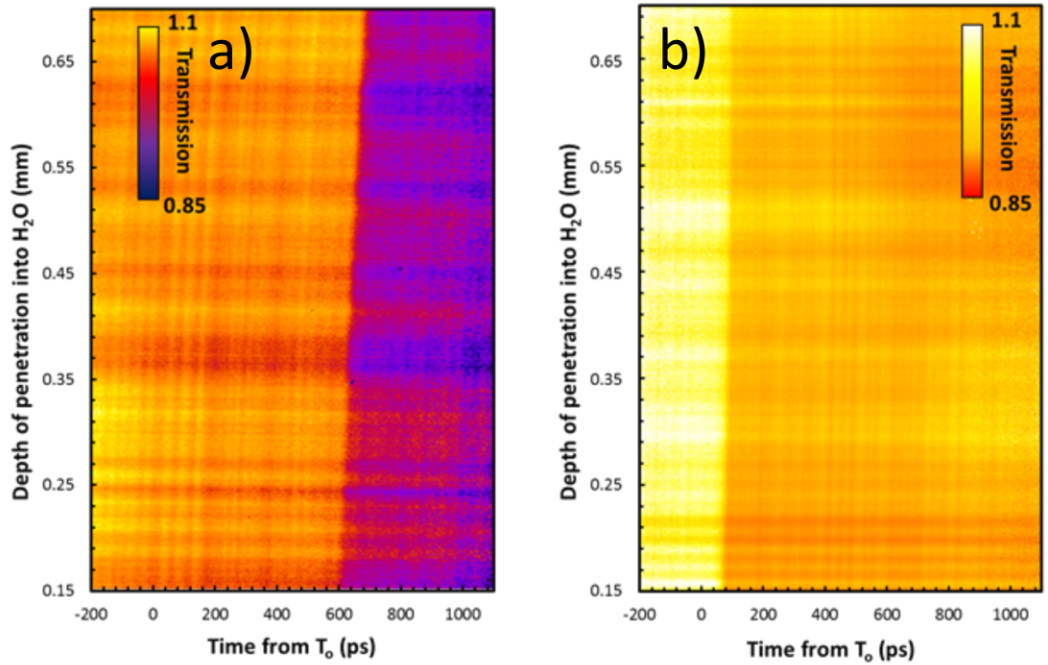 a)
1.1
Transmission
0.85
0.65
0.55
0.45
0.35
0.25
0.15
Depth of penetration into H₂O (mm)
-200 0 200 400 600 800 1000
Time from Tₒ (ps)
b)
1.1
Transmission
0.85
0.65
0.55
0.45
0.35
0.25
0.15
Depth of penetration into H₂O (mm)
-200 0 200 400 600 800 1000
Time from Tₒ (ps)